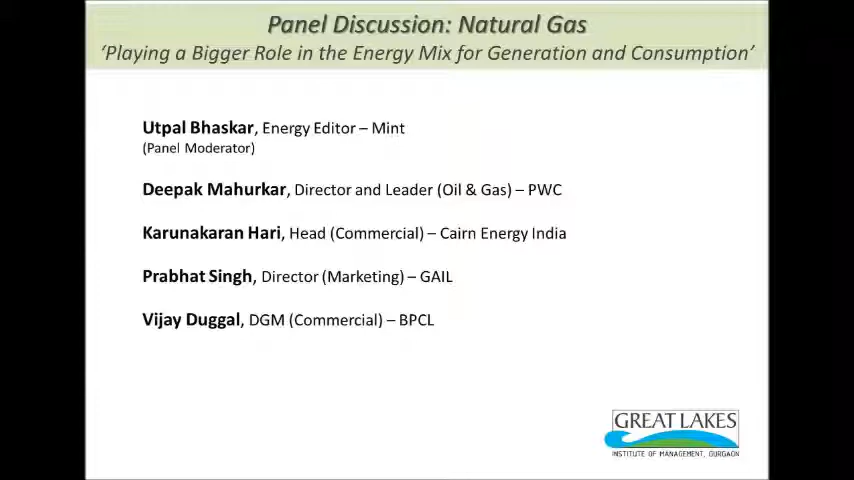 Panel Discussion: Natural Gas
‘Playing a Bigger Role in the Energy Mix for Generation and Consumption’
Utpal Bhaskar, Energy Editor – Mint
(Panel Moderator)
Deepak Mahurkar, Director and Leader (Oil & Gas) – PWC
Karunakaran Hari, Head (Commercial) – Cairn Energy India
Prabhat Singh, Director (Marketing) – GAIL
Vijay Duggal, DGM (Commercial) – BPCL
GREAT LAKES
INSTITUTE OF MANAGEMENT, GURGAON